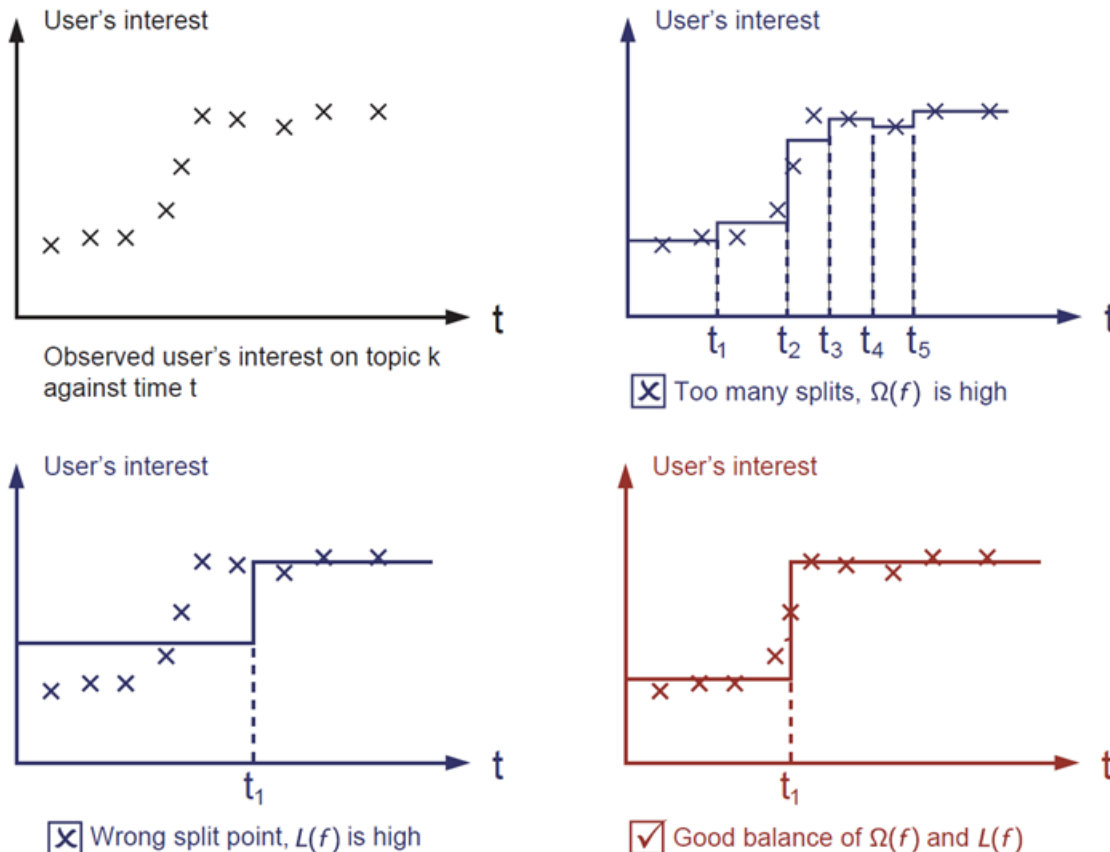 User's interest
t
Observed user's interest on topic k
against time t
User's interest
t
t₁ t₂ t₃ t₄ t₅
☒ Too many splits, Ω(f) is high
User's interest
t
t₁
☒ Wrong split point, L(f) is high
User's interest
t
t₁
☑ Good balance of Ω(f) and L(f)